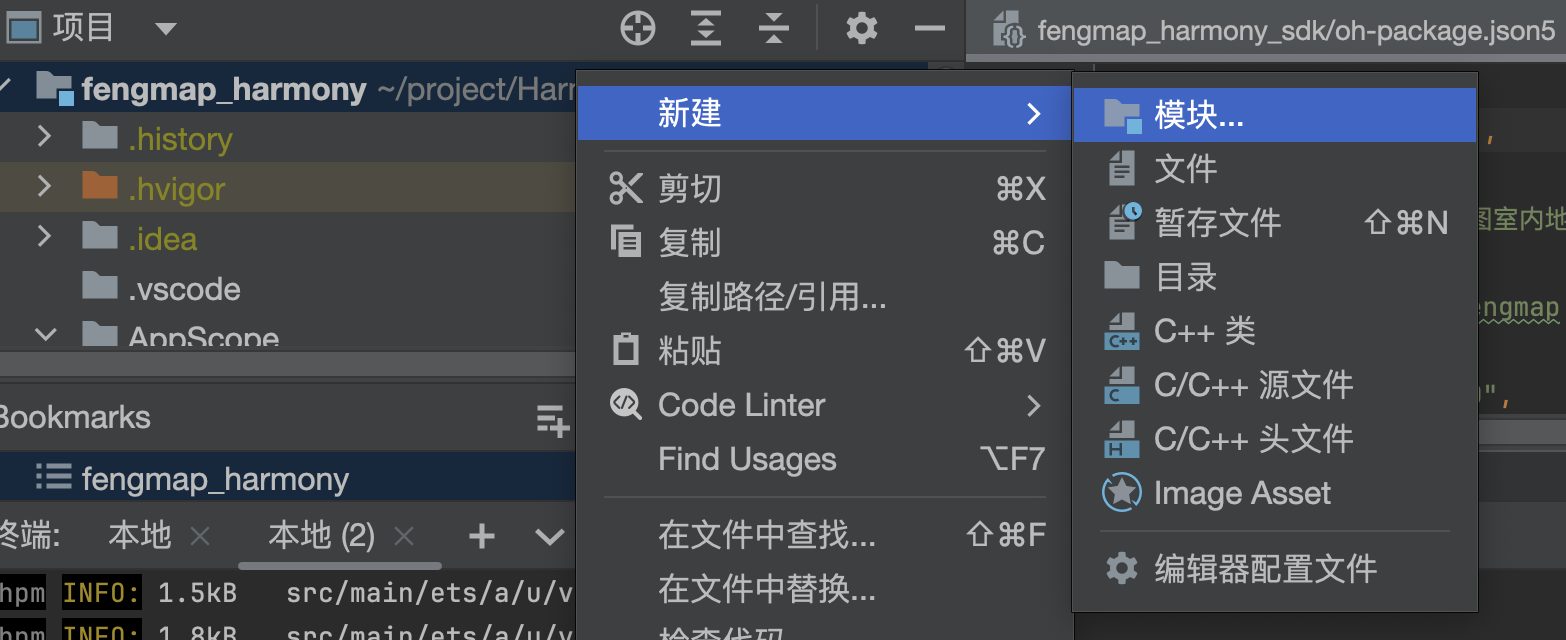 项目
fengmap_harmony_sdk/oh-package.json5
fengmap_harmony ~/project/Harr
.history
.hvigor
.idea
.vscode
AppScope
Bookmarks
fengmap_harmony
终端: 本地 本地 (2)
hpm INFO: 1.5kB src/main/ets/a/u/v
hpm INFO: 1.8kB src/main/ets/a/u/v
新建
剪切 ⌘X
复制 ⌘C
复制路径/引用...
粘贴 ⇧⌘V
Code Linter
Find Usages ⌥F7
在文件中查找... ⇧⌘F
在文件中替换...
检查代码
模块...
文件
暂存文件 ⇧⌘N
目录
C++ 类
C/C++ 源文件
C/C++ 头文件
Image Asset
编辑器配置文件
,
图室内地
engmap
",